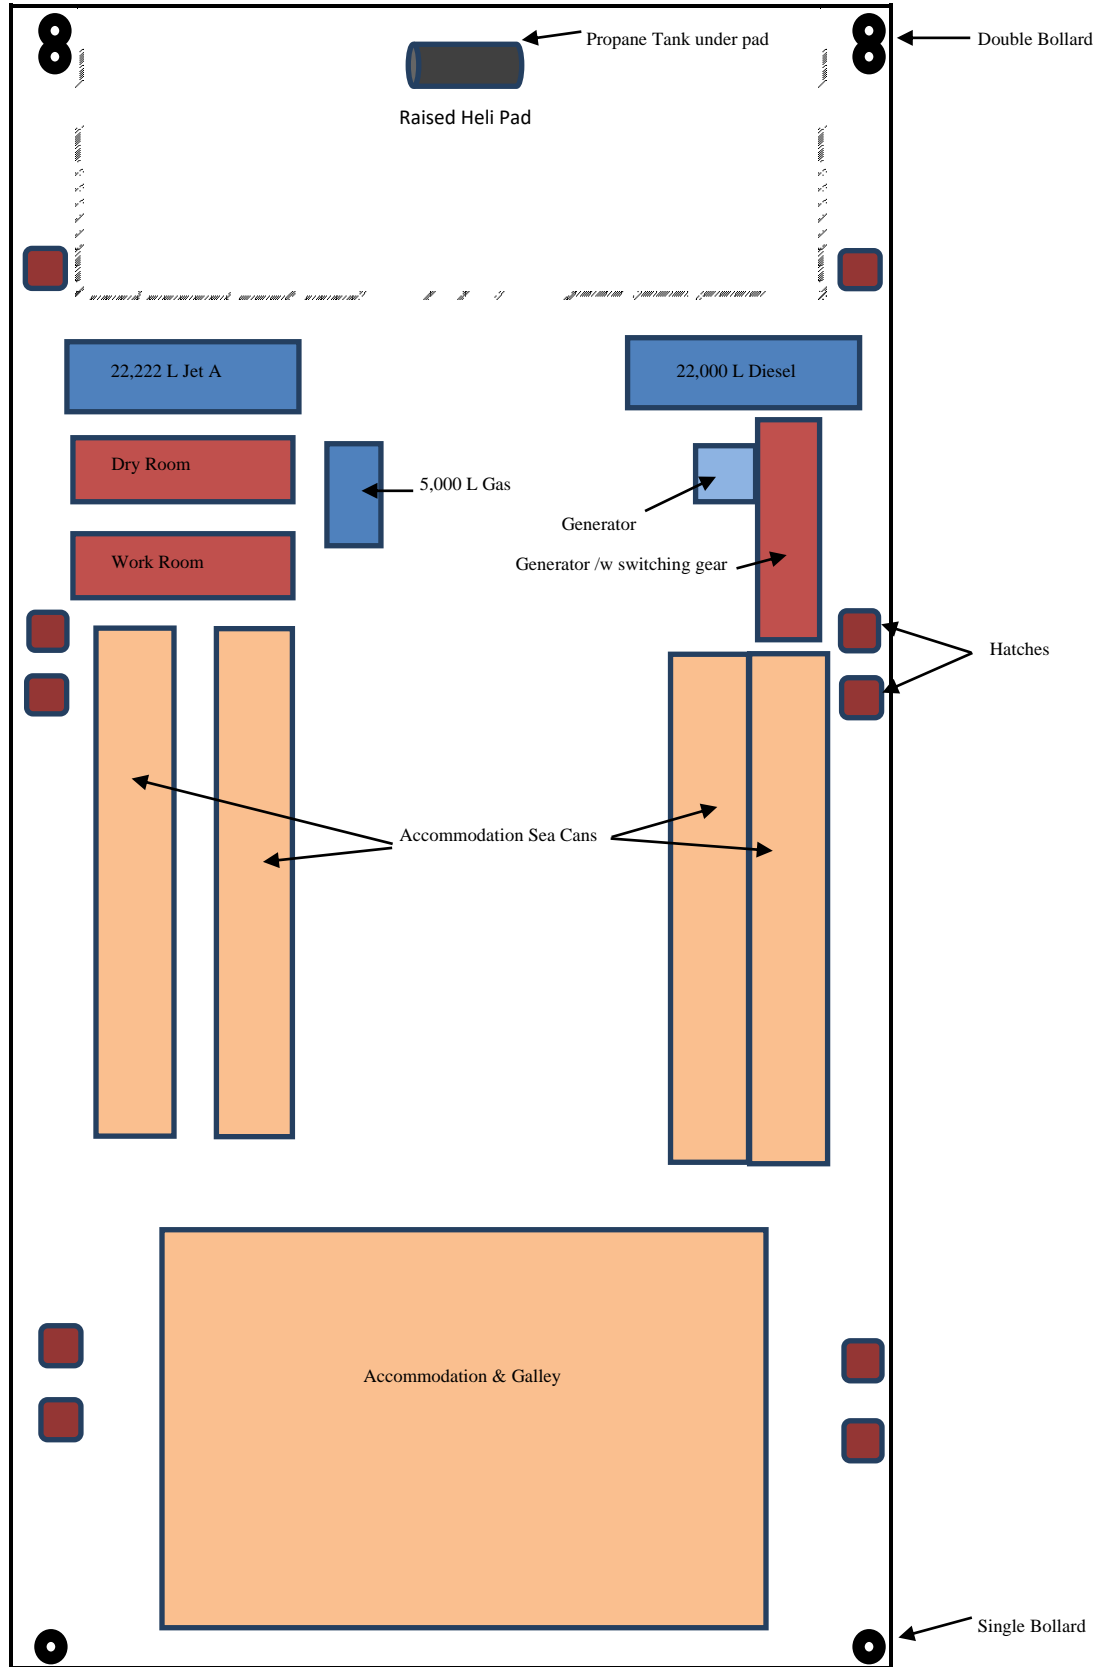 Propane Tank under pad
Double Bollard
Raised Heli Pad
22,222 L Jet A
22,000 L Diesel
Dry Room
5,000 L Gas
Generator
Work Room
Generator /w switching gear
Hatches
Accommodation Sea Cans
Accommodation & Galley
Single Bollard